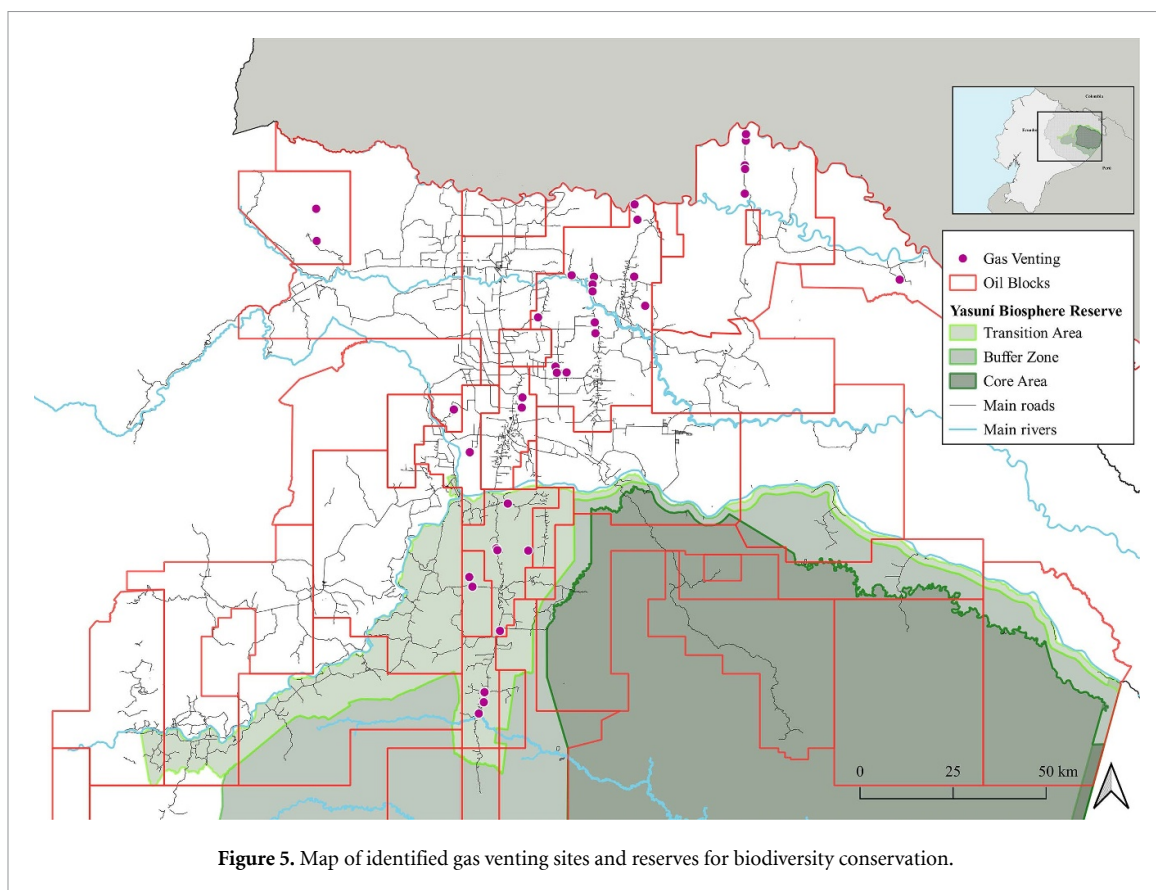 Colombia
Ecuador
Perú
Gas Venting
Oil Blocks
Yasuní Biosphere Reserve
Transition Area
Buffer Zone
Core Area
Main roads
Main rivers
0 25 50 km
Figure 5. Map of identified gas venting sites and reserves for biodiversity conservation.